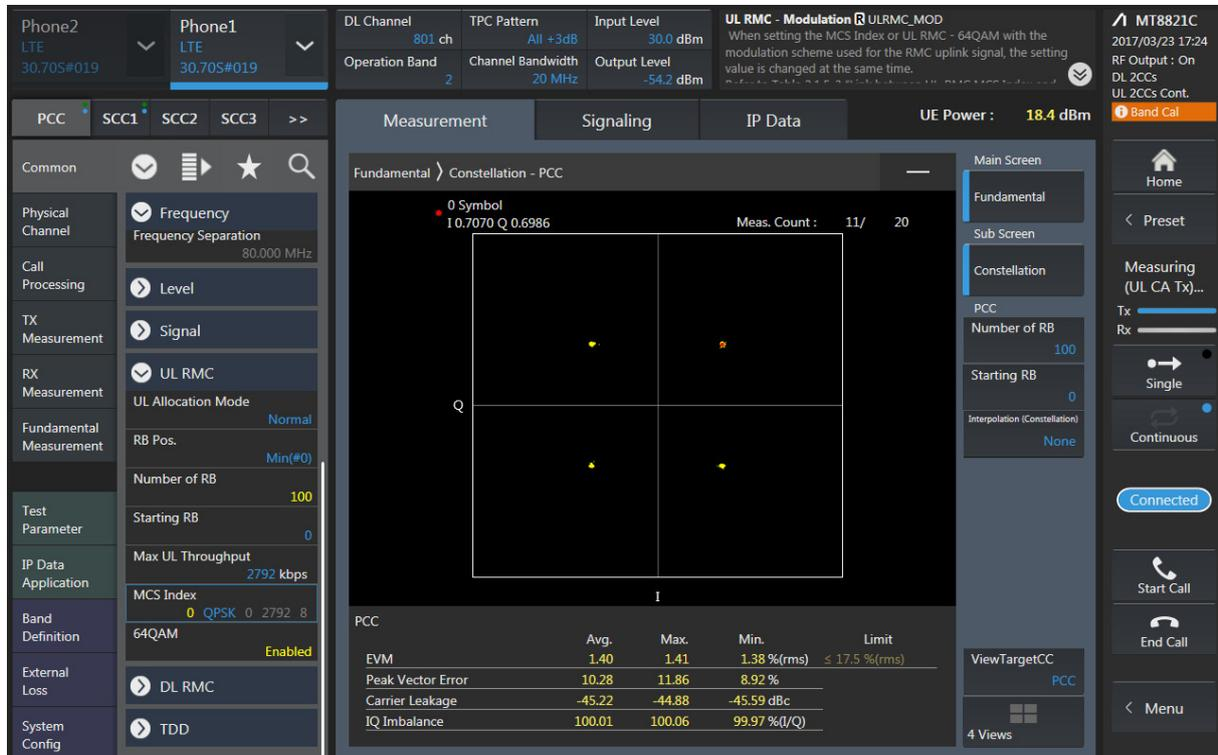 Phone2
LTE
30.70S#019
Phone1
LTE
30.70S#019
DL Channel
801 ch
TPC Pattern
All +3dB
Input Level
30.0 dBm
Operation Band
2
Channel Bandwidth
20 MHz
Output Level
-54.2 dBm
UL RMC - Modulation R ULRMC_MOD
When setting the MCS Index or UL RMC - 64QAM with the
modulation scheme used for the RMC uplink signal, the setting
value is changed at the same time.
MT8821C
2017/03/23 17:24
RF Output : On
DL 2CCs
UL 2CCs Cont.
Band Cal
PCC
SCC1
SCC2
SCC3
>>
Measurement
Signaling
IP Data
UE Power : 18.4 dBm
Common
Physical
Channel
Call
Processing
TX
Measurement
RX
Measurement
Fundamental
Measurement
Test
Parameter
IP Data
Application
Band
Definition
External
Loss
System
Config
Frequency
Frequency Separation
80.000 MHz
Level
Signal
UL RMC
UL Allocation Mode
Normal
RB Pos.
Min(#0)
Number of RB
100
Starting RB
0
Max UL Throughput
2792 kbps
MCS Index
0 QPSK 0 2792 8
64QAM
Enabled
DL RMC
TDD
Fundamental 〉 Constellation - PCC
0 Symbol
I 0.7070 Q 0.6986
Meas. Count : 11/ 20
Q
I
PCC
Avg. Max. Min. Limit
EVM 1.40 1.41 1.38 %(rms) ≤ 17.5 %(rms)
Peak Vector Error 10.28 11.86 8.92 %
Carrier Leakage -45.22 -44.88 -45.59 dBc
IQ Imbalance 100.01 100.06 99.97 %(I/Q)
Main Screen
Fundamental
Sub Screen
Constellation
PCC
Number of RB
100
Starting RB
0
Interpolation (Constellation)
None
ViewTargetCC
PCC
4 Views
Home
< Preset
Measuring
(UL CA Tx)...
Tx
Rx
Single
Continuous
Connected
Start Call
End Call
< Menu